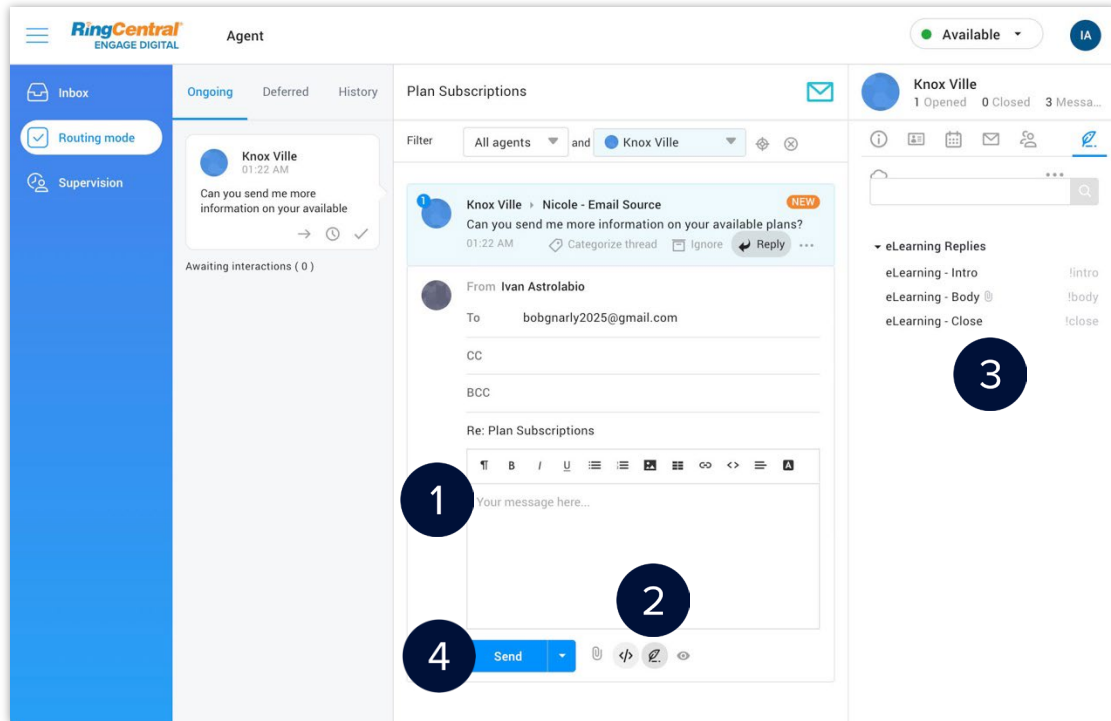 RingCentral®
ENGAGE DIGITAL
Agent
Available
IA
Inbox
Routing mode
Supervision
Ongoing Deferred History
Knox Ville
01:22 AM
Can you send me more
information on your available
Awaiting interactions ( 0 )
Plan Subscriptions
Filter All agents and Knox Ville
1
Knox Ville Nicole - Email Source NEW
Can you send me more information on your available plans?
01:22 AM Categorize thread Ignore Reply
From Ivan Astrolabio
To bobgnarly2025@gmail.com
CC
BCC
Re: Plan Subscriptions
B I U A
1
Your message here...
2
4
Send
Knox Ville
1 Opened 0 Closed 3 Messa...
eLearning Replies
eLearning - Intro !intro
eLearning - Body !body
eLearning - Close !close
3